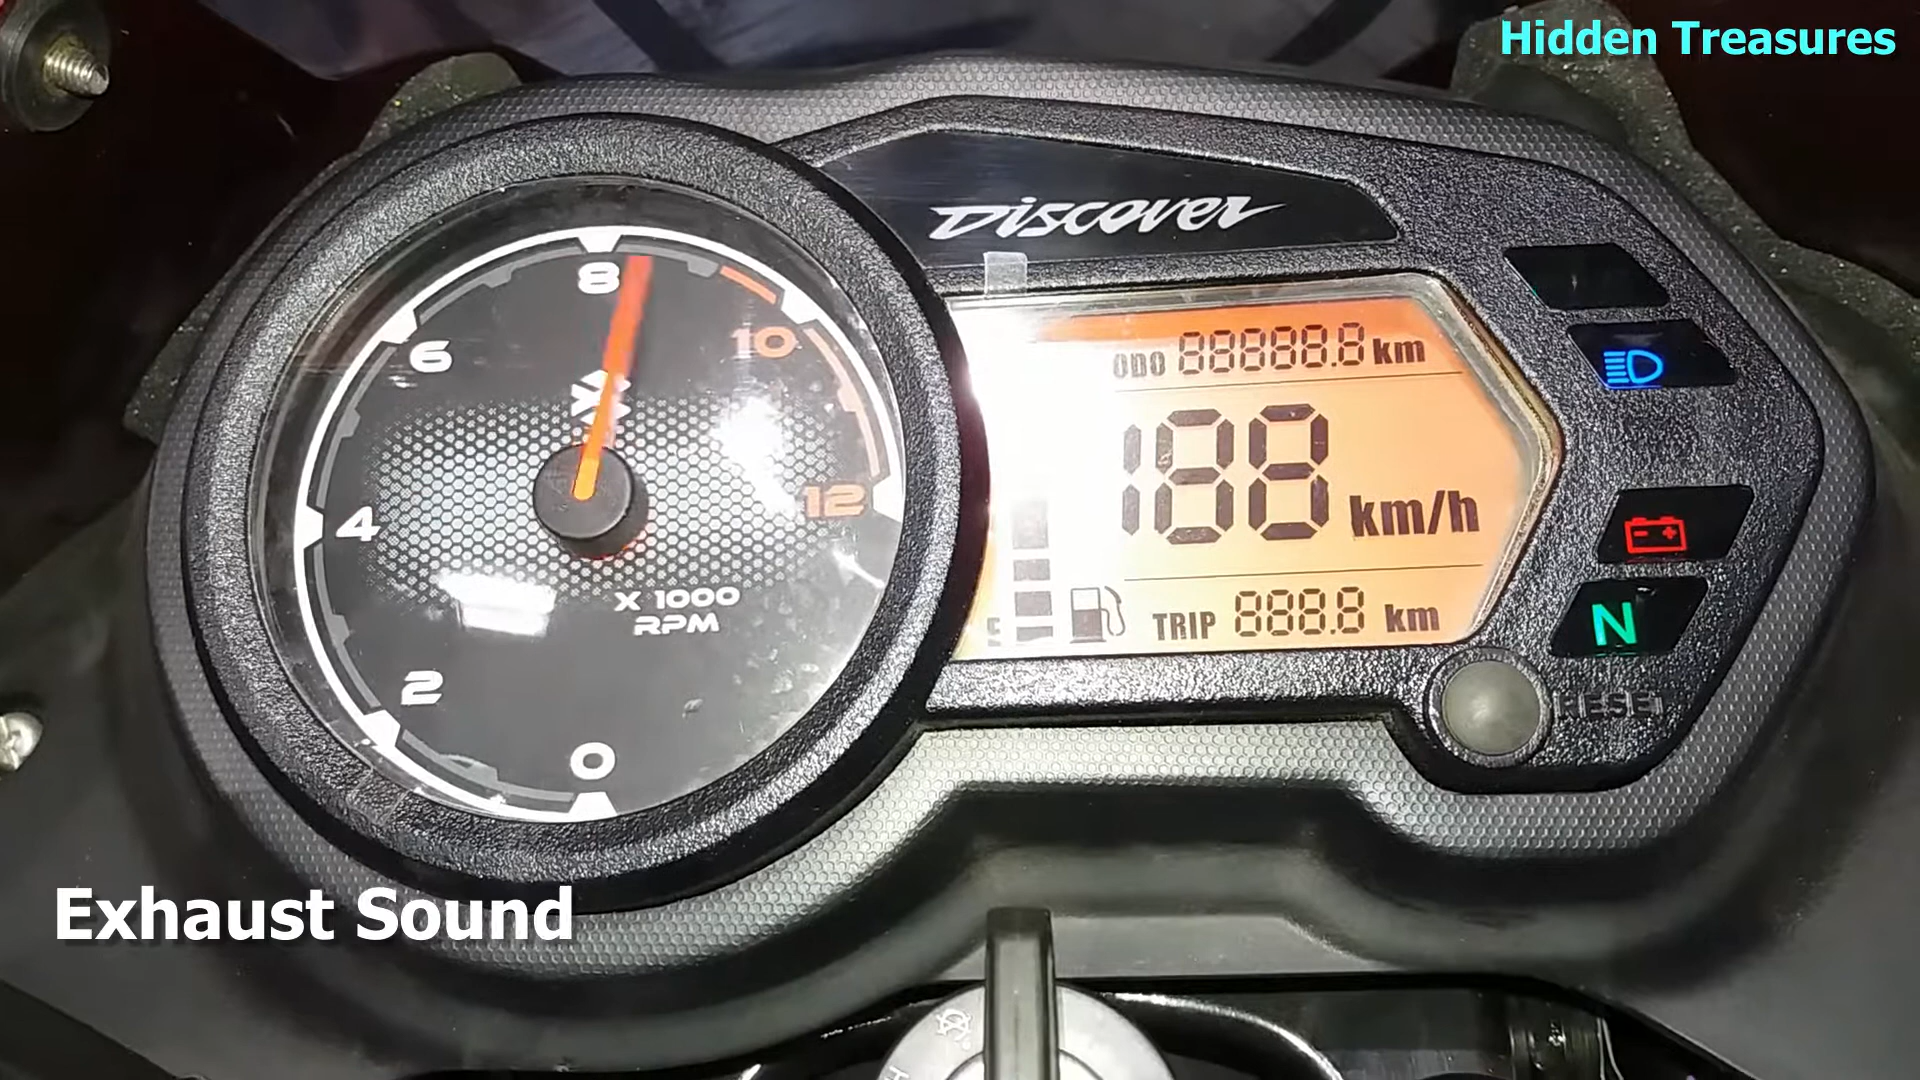 Hidden Treasures
Discover
8
6
10
4
12
2
0
X 1000
RPM
ODO 88888.8 km
188 km/h
TRIP 888.8 km
N
RESET
Exhaust Sound